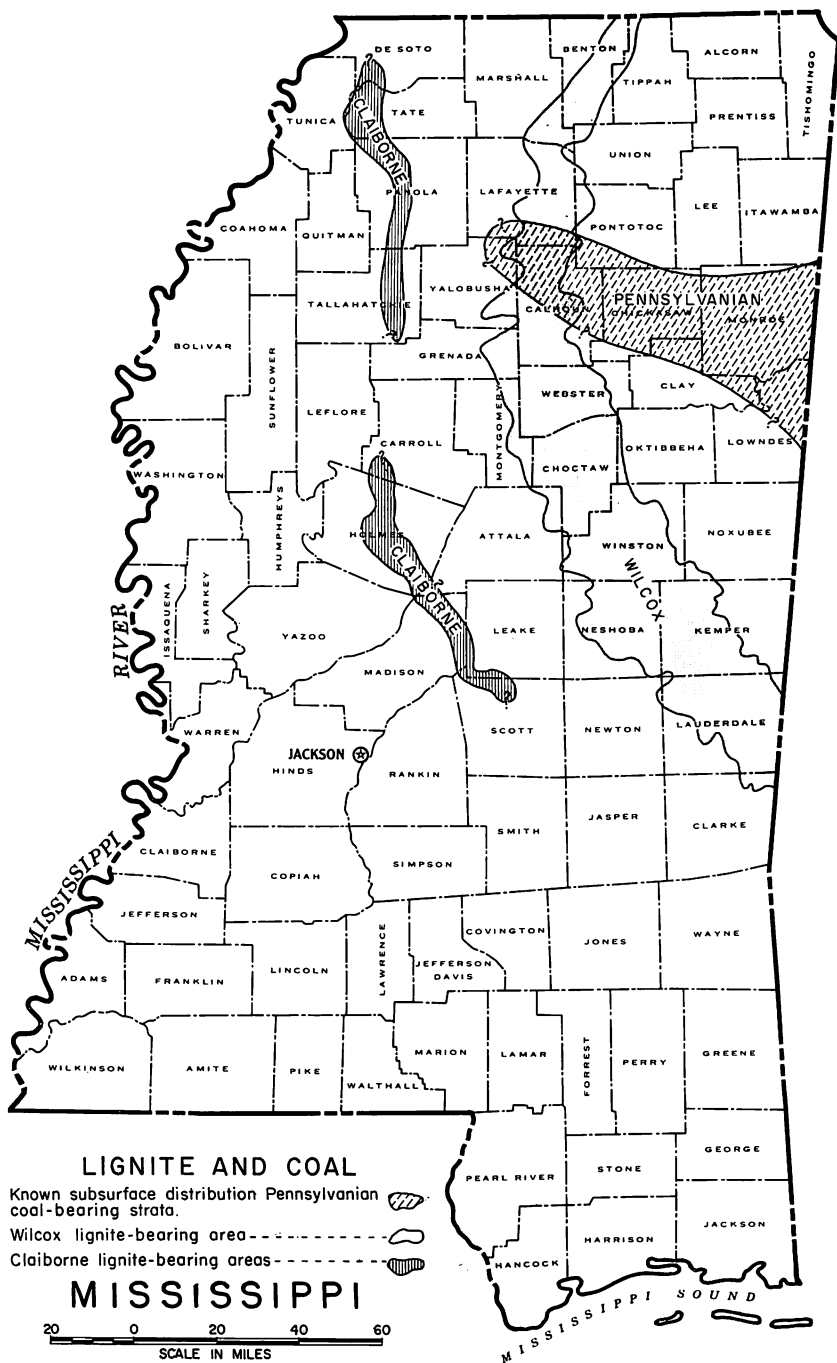 DE SOTO
BENTON
ALCORN
TISHOMINGO
MARSHALL
TIPPAH
?
CLAIBORNE
TATE
PRENTISS
TUNICA
UNION
PANOLA
LAFAYETTE
LEE
ITAWAMBA
PONTOTOC
COAHOMA
QUITMAN
?
?
YALOBUSHA
PENNSYLVANIAN
TALLAHATCHIE
CALHOUN
CHICKASAW
MONROE
?
BOLIVAR
SUNFLOWER
GRENADA
CLAY
WEBSTER
LEFLORE
MONTGOMERY
?
CARROLL
OKTIBBEHA
LOWNDES
CHOCTAW
?
WASHINGTON
HUMPHREYS
HOLMES
ATTALA
WINSTON
NOXUBEE
CLAIBORNE
?
WILCOX
ISSAQUENA
SHARKEY
YAZOO
LEAKE
NESHOBA
KEMPER
RIVER
MADISON
?
WARREN
SCOTT
NEWTON
LAUDERDALE
JACKSON
HINDS
RANKIN
SMITH
JASPER
CLARKE
CLAIBORNE
SIMPSON
COPIAH
MISSISSIPPI
JEFFERSON
LAWRENCE
COVINGTON
JONES
WAYNE
JEFFERSON
DAVIS
ADAMS
FRANKLIN
LINCOLN
MARION
LAMAR
FORREST
PERRY
GREENE
WILKINSON
AMITE
PIKE
WALTHALL
GEORGE
PEARL RIVER
STONE
JACKSON
HARRISON
HANCOCK
MISSISSIPPI SOUND
LIGNITE AND COAL
Known subsurface distribution Pennsylvanian
coal-bearing strata.
Wilcox lignite-bearing area
Claiborne lignite-bearing areas
MISSISSIPPI
20 0 20 40 60
SCALE IN MILES